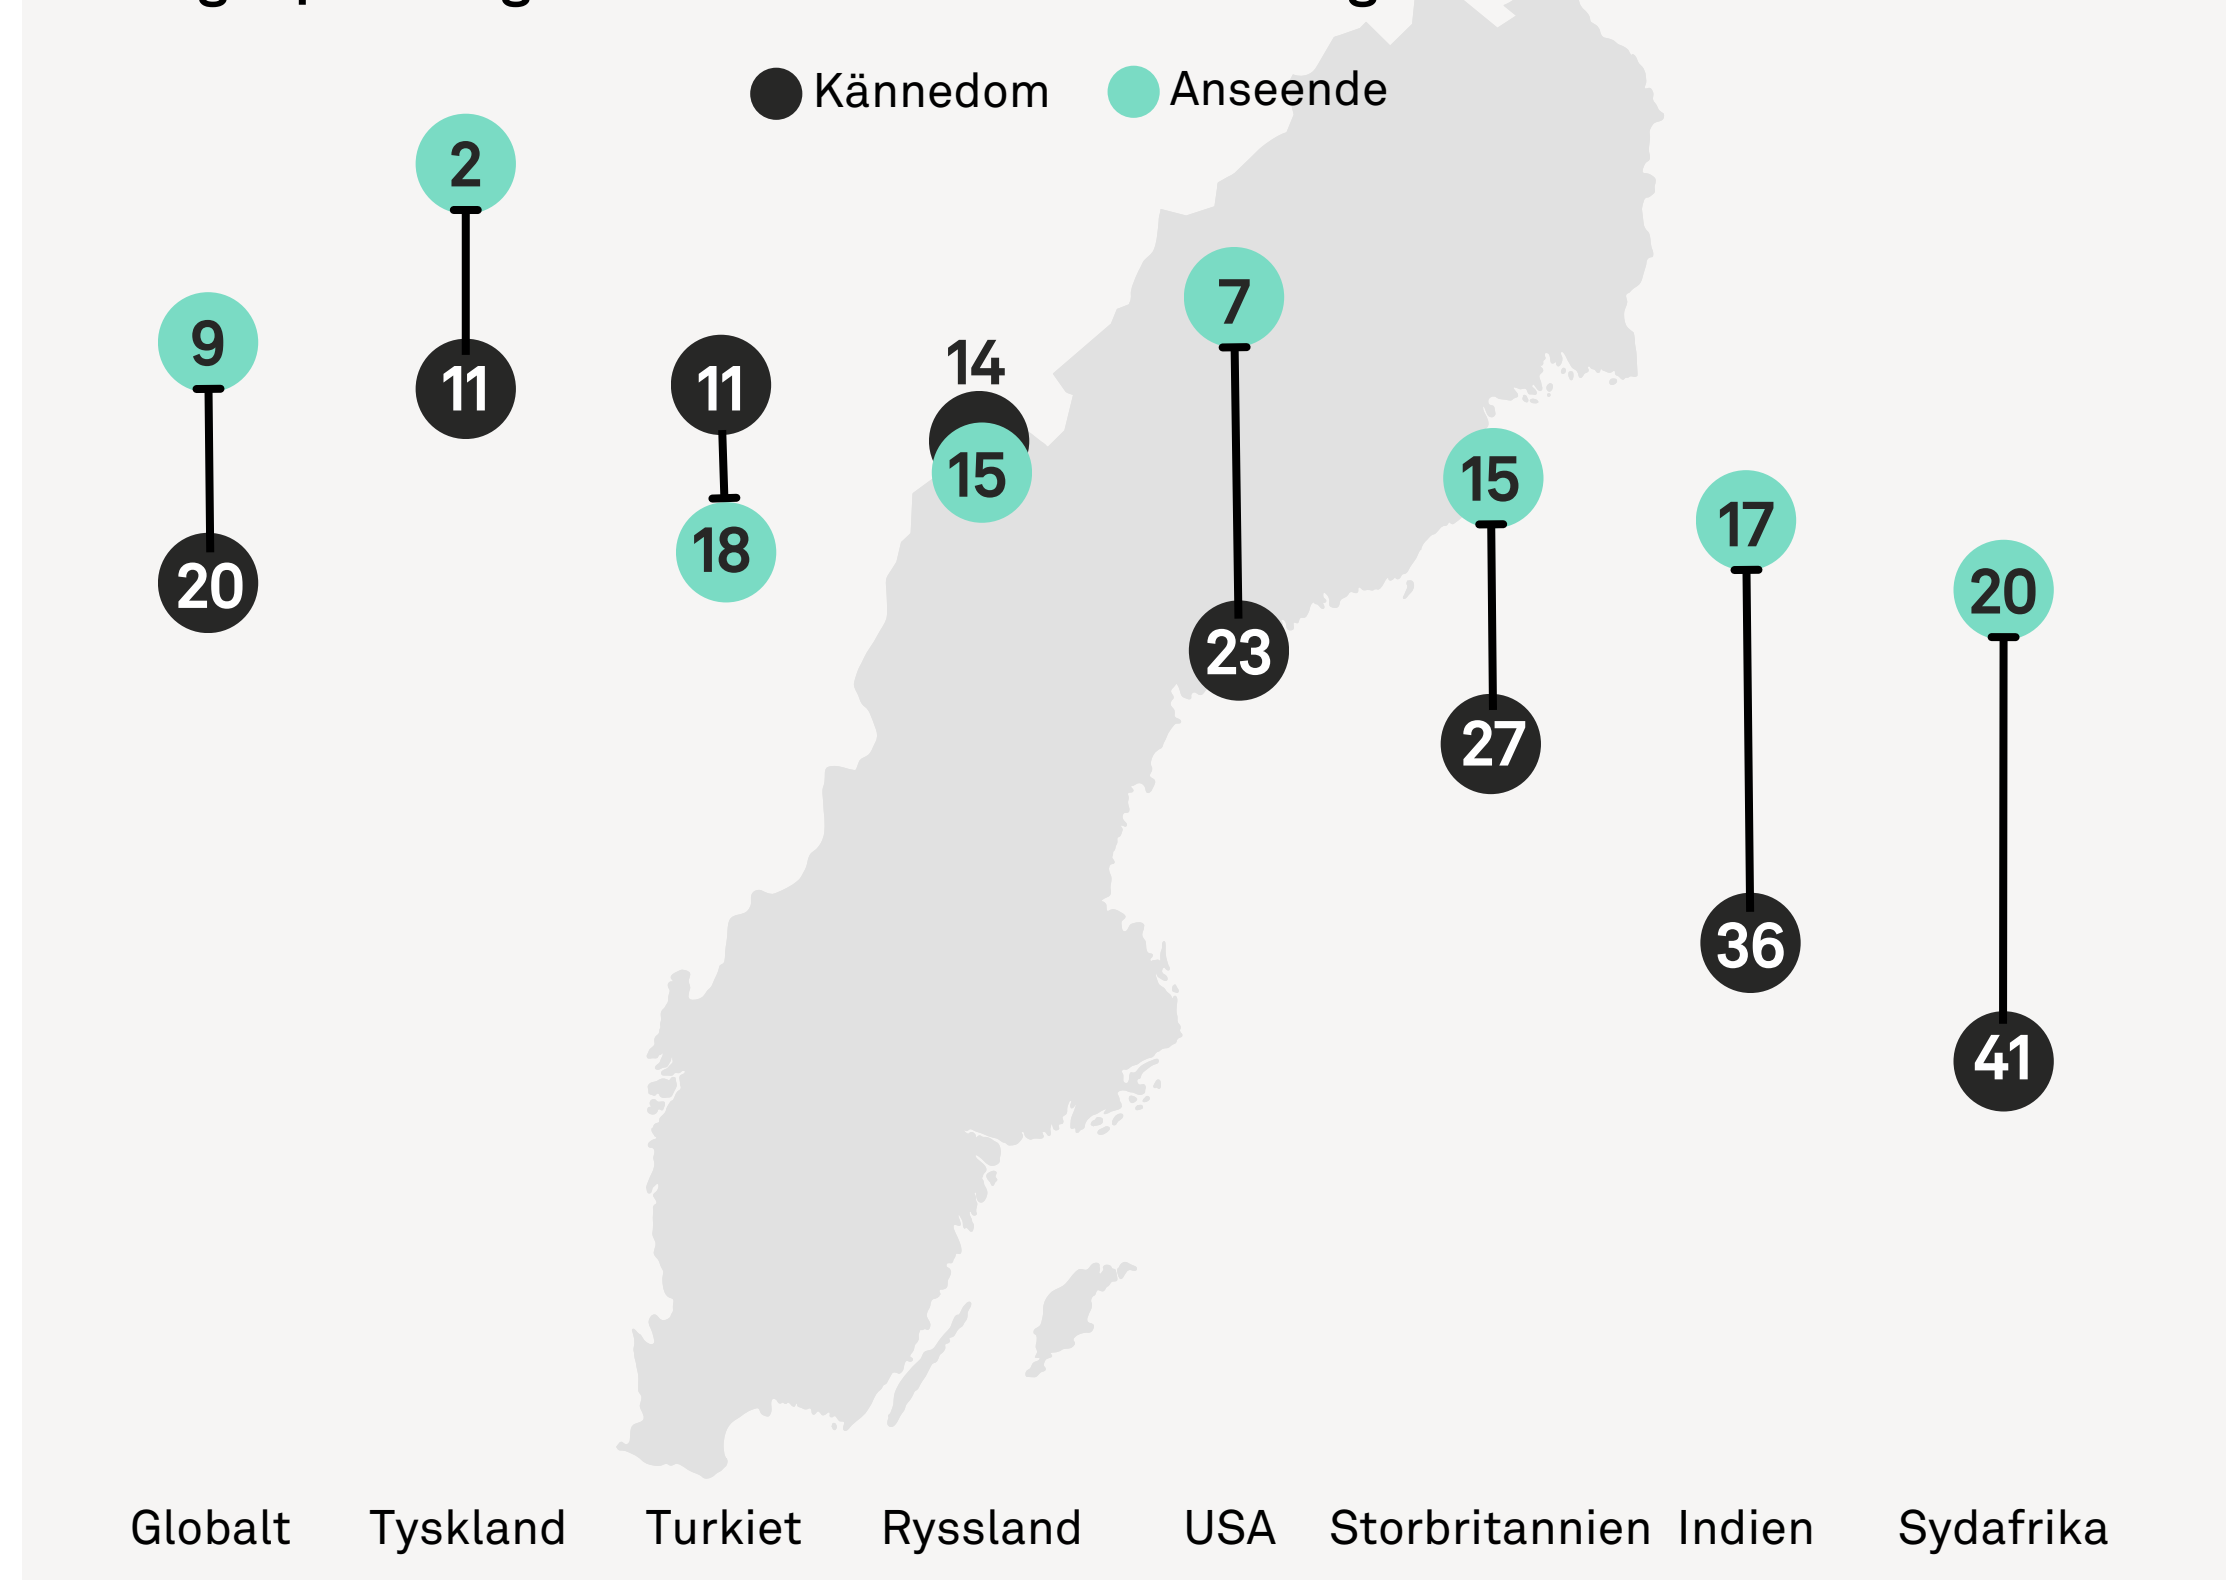 Kännedom Anseende
2
9 11 11 14 7
20 18 15 15 17 20
23 27
36
41
Globalt Tyskland Turkiet Ryssland USA Storbritannien Indien Sydafrika